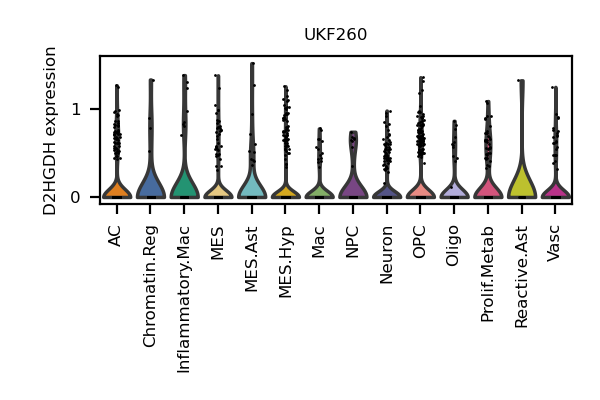 UKF260
D2HGDH expression
1
0
AC
Chromatin.Reg
Inflammatory.Mac
MES
MES.Ast
MES.Hyp
Mac
NPC
Neuron
OPC
Oligo
Prolif.Metab
Reactive.Ast
Vasc